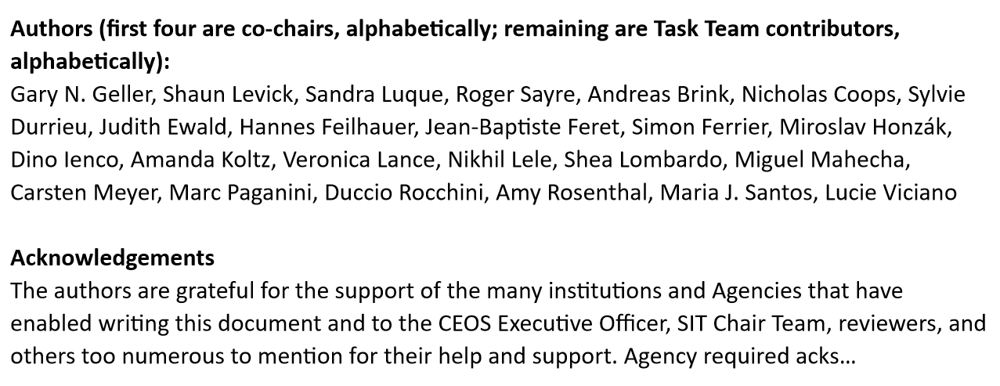 Authors (first four are co-chairs, alphabetically; remaining are Task Team contributors,
alphabetically):
Gary N. Geller, Shaun Levick, Sandra Luque, Roger Sayre, Andreas Brink, Nicholas Coops, Sylvie
Durrieu, Judith Ewald, Hannes Feilhauer, Jean-Baptiste Feret, Simon Ferrier, Miroslav Honzák,
Dino Ienco, Amanda Koltz, Veronica Lance, Nikhil Lele, Shea Lombardo, Miguel Mahecha,
Carsten Meyer, Marc Paganini, Duccio Rocchini, Amy Rosenthal, Maria J. Santos, Lucie Viciano
Acknowledgements
The authors are grateful for the support of the many institutions and Agencies that have
enabled writing this document and to the CEOS Executive Officer, SIT Chair Team, reviewers, and
others too numerous to mention for their help and support. Agency required acks…